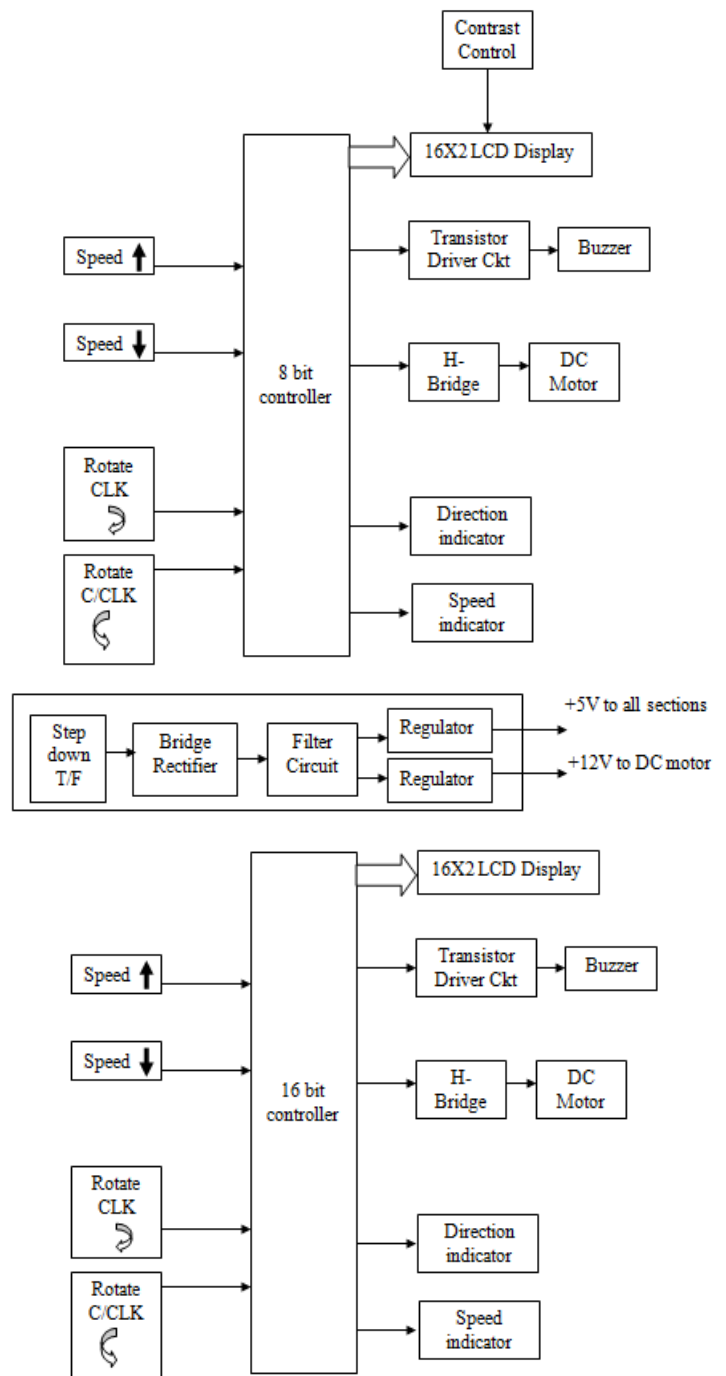 Contrast
Control
16X2 LCD Display
Speed
Transistor
Driver Ckt
Buzzer
Speed
8 bit
controller
H-
Bridge
DC
Motor
Rotate
CLK
Direction
indicator
Rotate
C/CLK
Speed
indicator
Step
down
T/F
Bridge
Rectifier
Filter
Circuit
Regulator
Regulator
+5V to all sections
+12V to DC motor
16X2 LCD Display
Speed
Transistor
Driver Ckt
Buzzer
Speed
16 bit
controller
H-
Bridge
DC
Motor
Rotate
CLK
Direction
indicator
Rotate
C/CLK
Speed
indicator